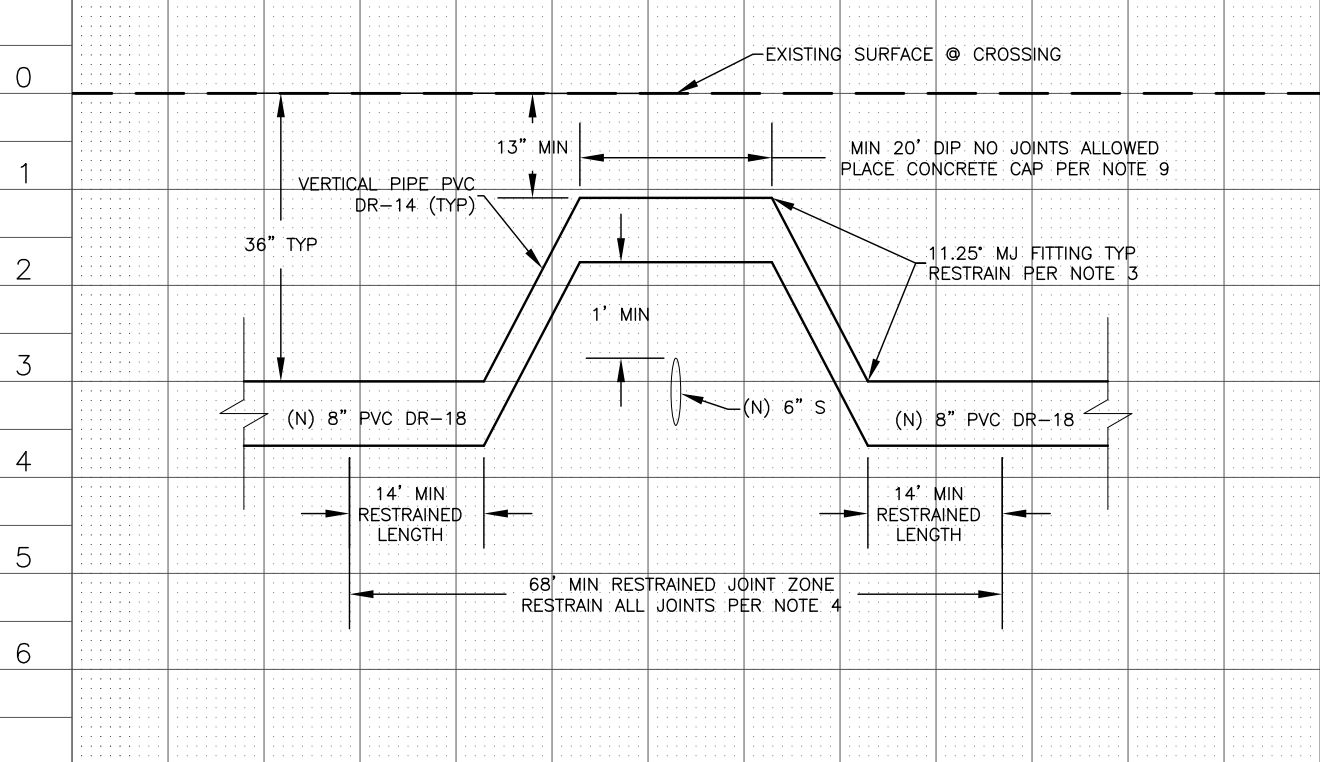 EXISTING SURFACE @ CROSSING
0
13" MIN
MIN 20' DIP NO JOINTS ALLOWED
PLACE CONCRETE CAP PER NOTE 9
1
VERTICAL PIPE PVC
DR-14 (TYP)
36" TYP
11.25° MJ FITTING TYP
RESTRAIN PER NOTE 3
2
1' MIN
3
(N) 6" S
(N) 8" PVC DR-18
(N) 8" PVC DR-18
4
14' MIN
RESTRAINED
LENGTH
14' MIN
RESTRAINED
LENGTH
5
68' MIN RESTRAINED JOINT ZONE
RESTRAIN ALL JOINTS PER NOTE 4
6